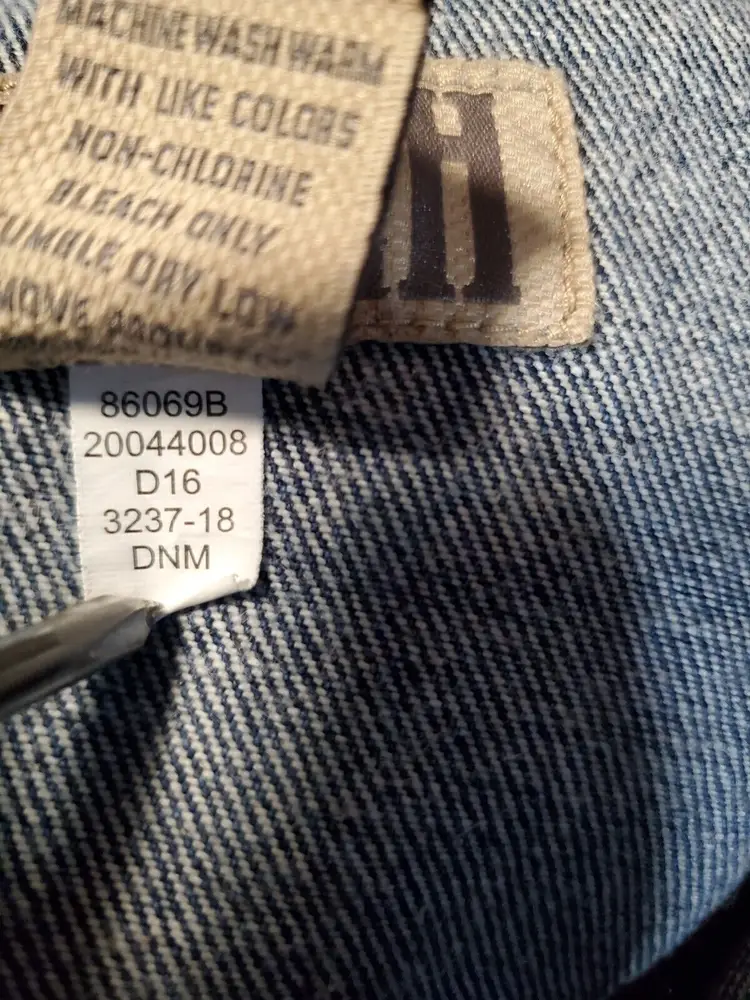 MACHINE WASH WARM
WITH LIKE COLORS
NON-CHLORINE
BLEACH ONLY
TUMBLE DRY LOW
H
86069B
20044008
D16
3237-18
DNM